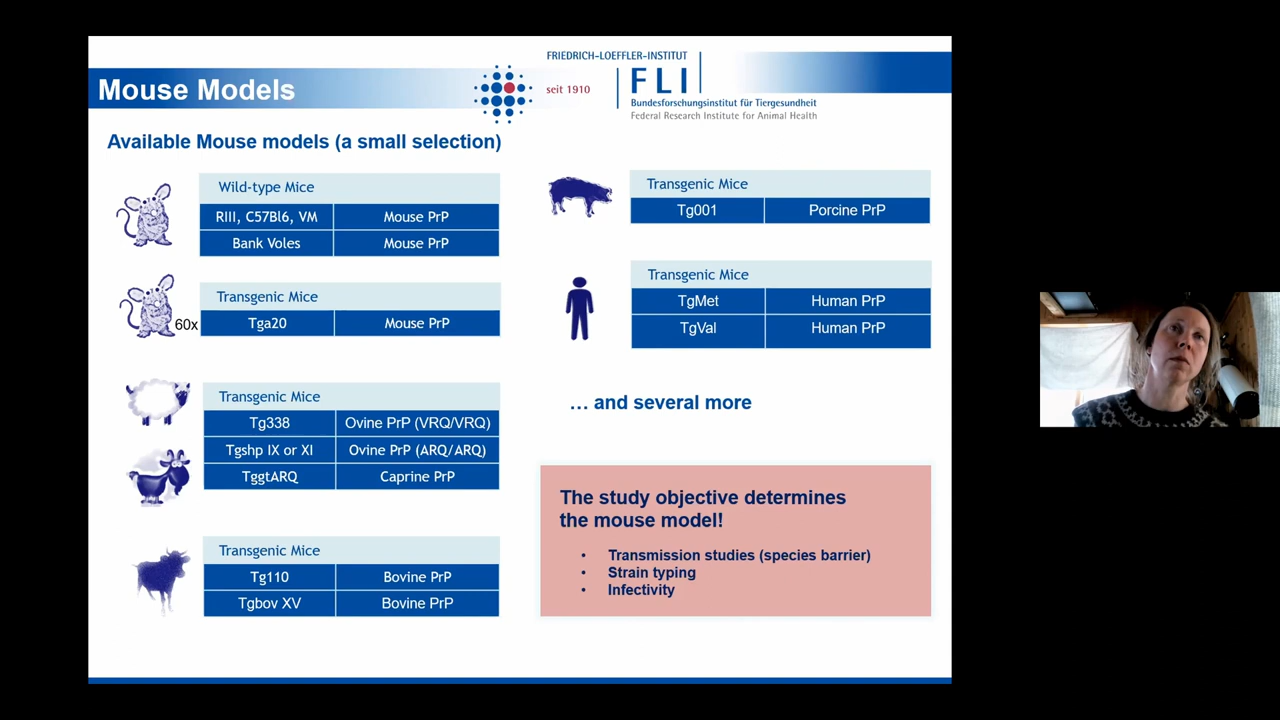 Mouse Models
FRIEDRICH-LOEFFLER-INSTITUT
seit 1910
FLI
Bundesforschungsinstitut für Tiergesundheit
Federal Research Institute for Animal Health
Available Mouse models (a small selection)
Wild-type Mice
RIII, C57Bl6, VM Mouse PrP
Bank Voles Mouse PrP
60x
Transgenic Mice
Tga20 Mouse PrP
Transgenic Mice
Tg338 Ovine PrP (VRQ/VRQ)
Tgshp IX or XI Ovine PrP (ARQ/ARQ)
TggtARQ Caprine PrP
Transgenic Mice
Tg110 Bovine PrP
Tgbov XV Bovine PrP
Transgenic Mice
Tg001 Porcine PrP
Transgenic Mice
TgMet Human PrP
TgVal Human PrP
… and several more
The study objective determines
the mouse model!
• Transmission studies (species barrier)
• Strain typing
• Infectivity